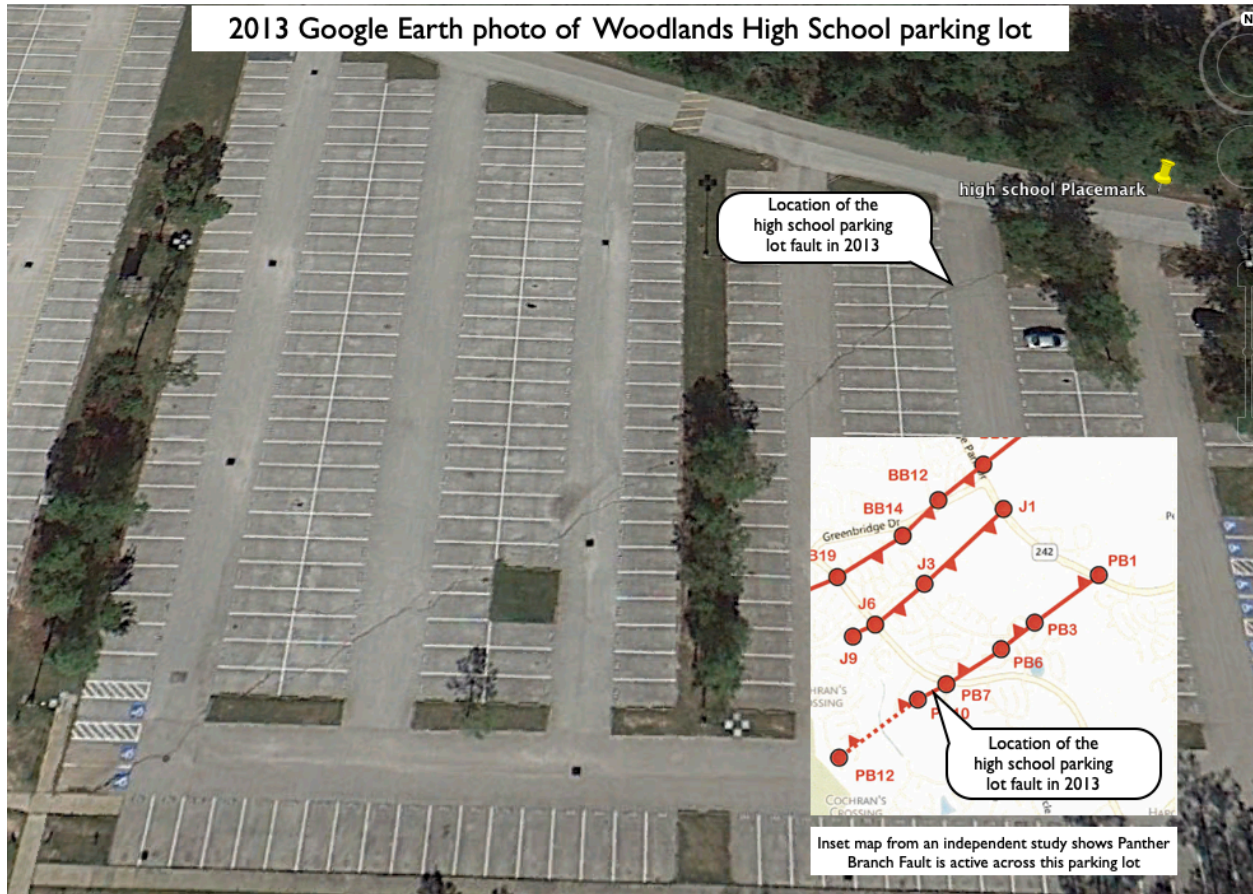 2013 Google Earth photo of Woodlands High School parking lot
N
high school Placemark
Location of the
high school parking
lot fault in 2013
BB12
BB14
J1
Greenbridge Dr
B19
242
J3
PB1
J6
PB3
J9
PB6
PB7
CROSSING
PB12
Location of the
high school parking
lot fault in 2013
COCHRAN'S
CROSSING
Inset map from an independent study shows Panther
Branch Fault is active across this parking lot